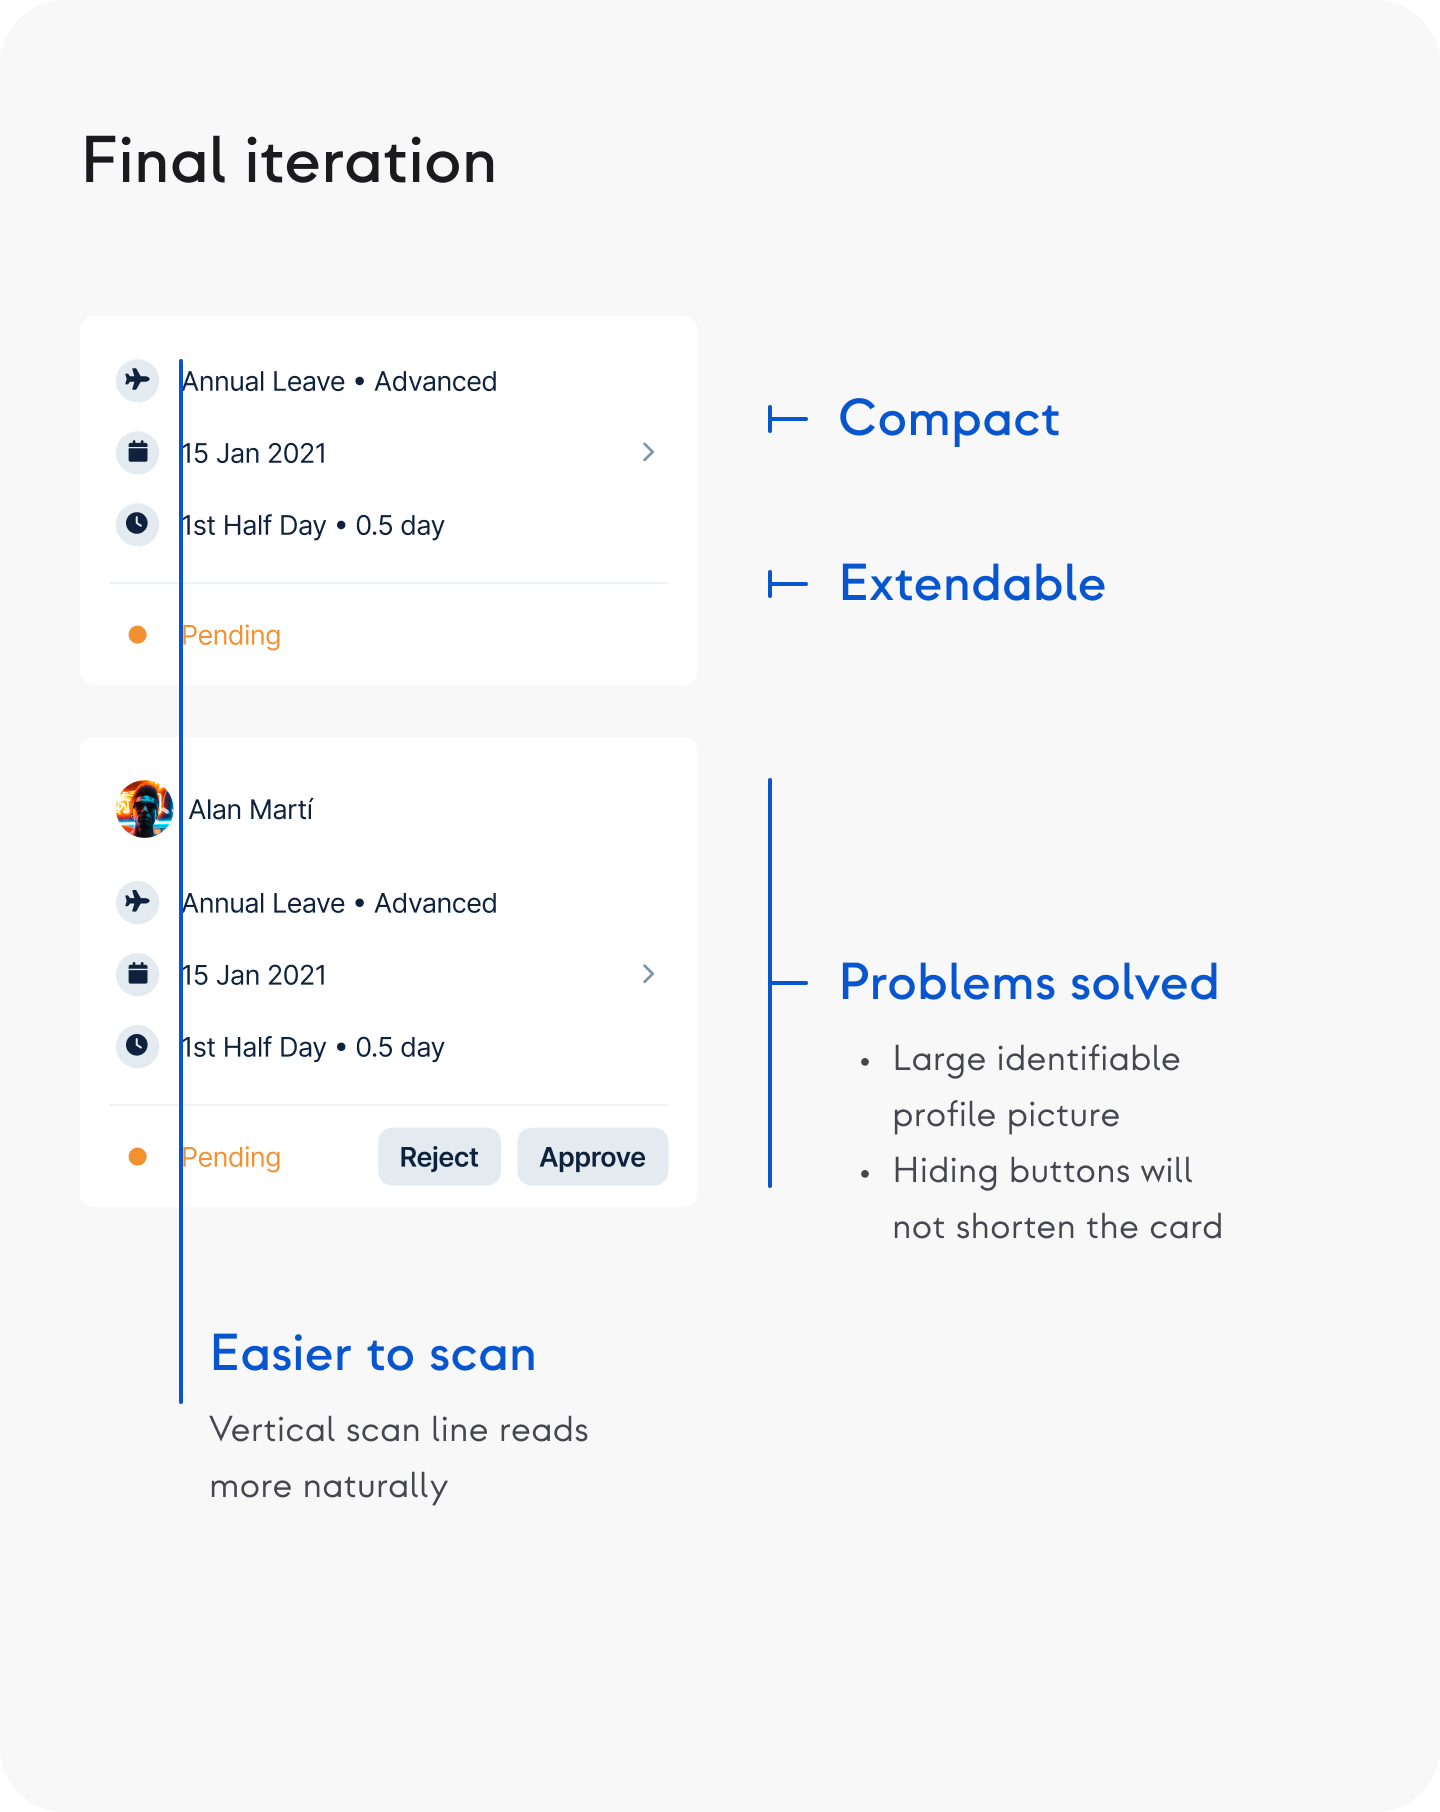 Final iteration
Annual Leave • Advanced
15 Jan 2021
1st Half Day • 0.5 day
Pending
Compact
Extendable
Alan Martí
Annual Leave • Advanced
15 Jan 2021
1st Half Day • 0.5 day
Pending
Reject
Approve
Problems solved
• Large identifiable
profile picture
• Hiding buttons will
not shorten the card
Easier to scan
Vertical scan line reads
more naturally